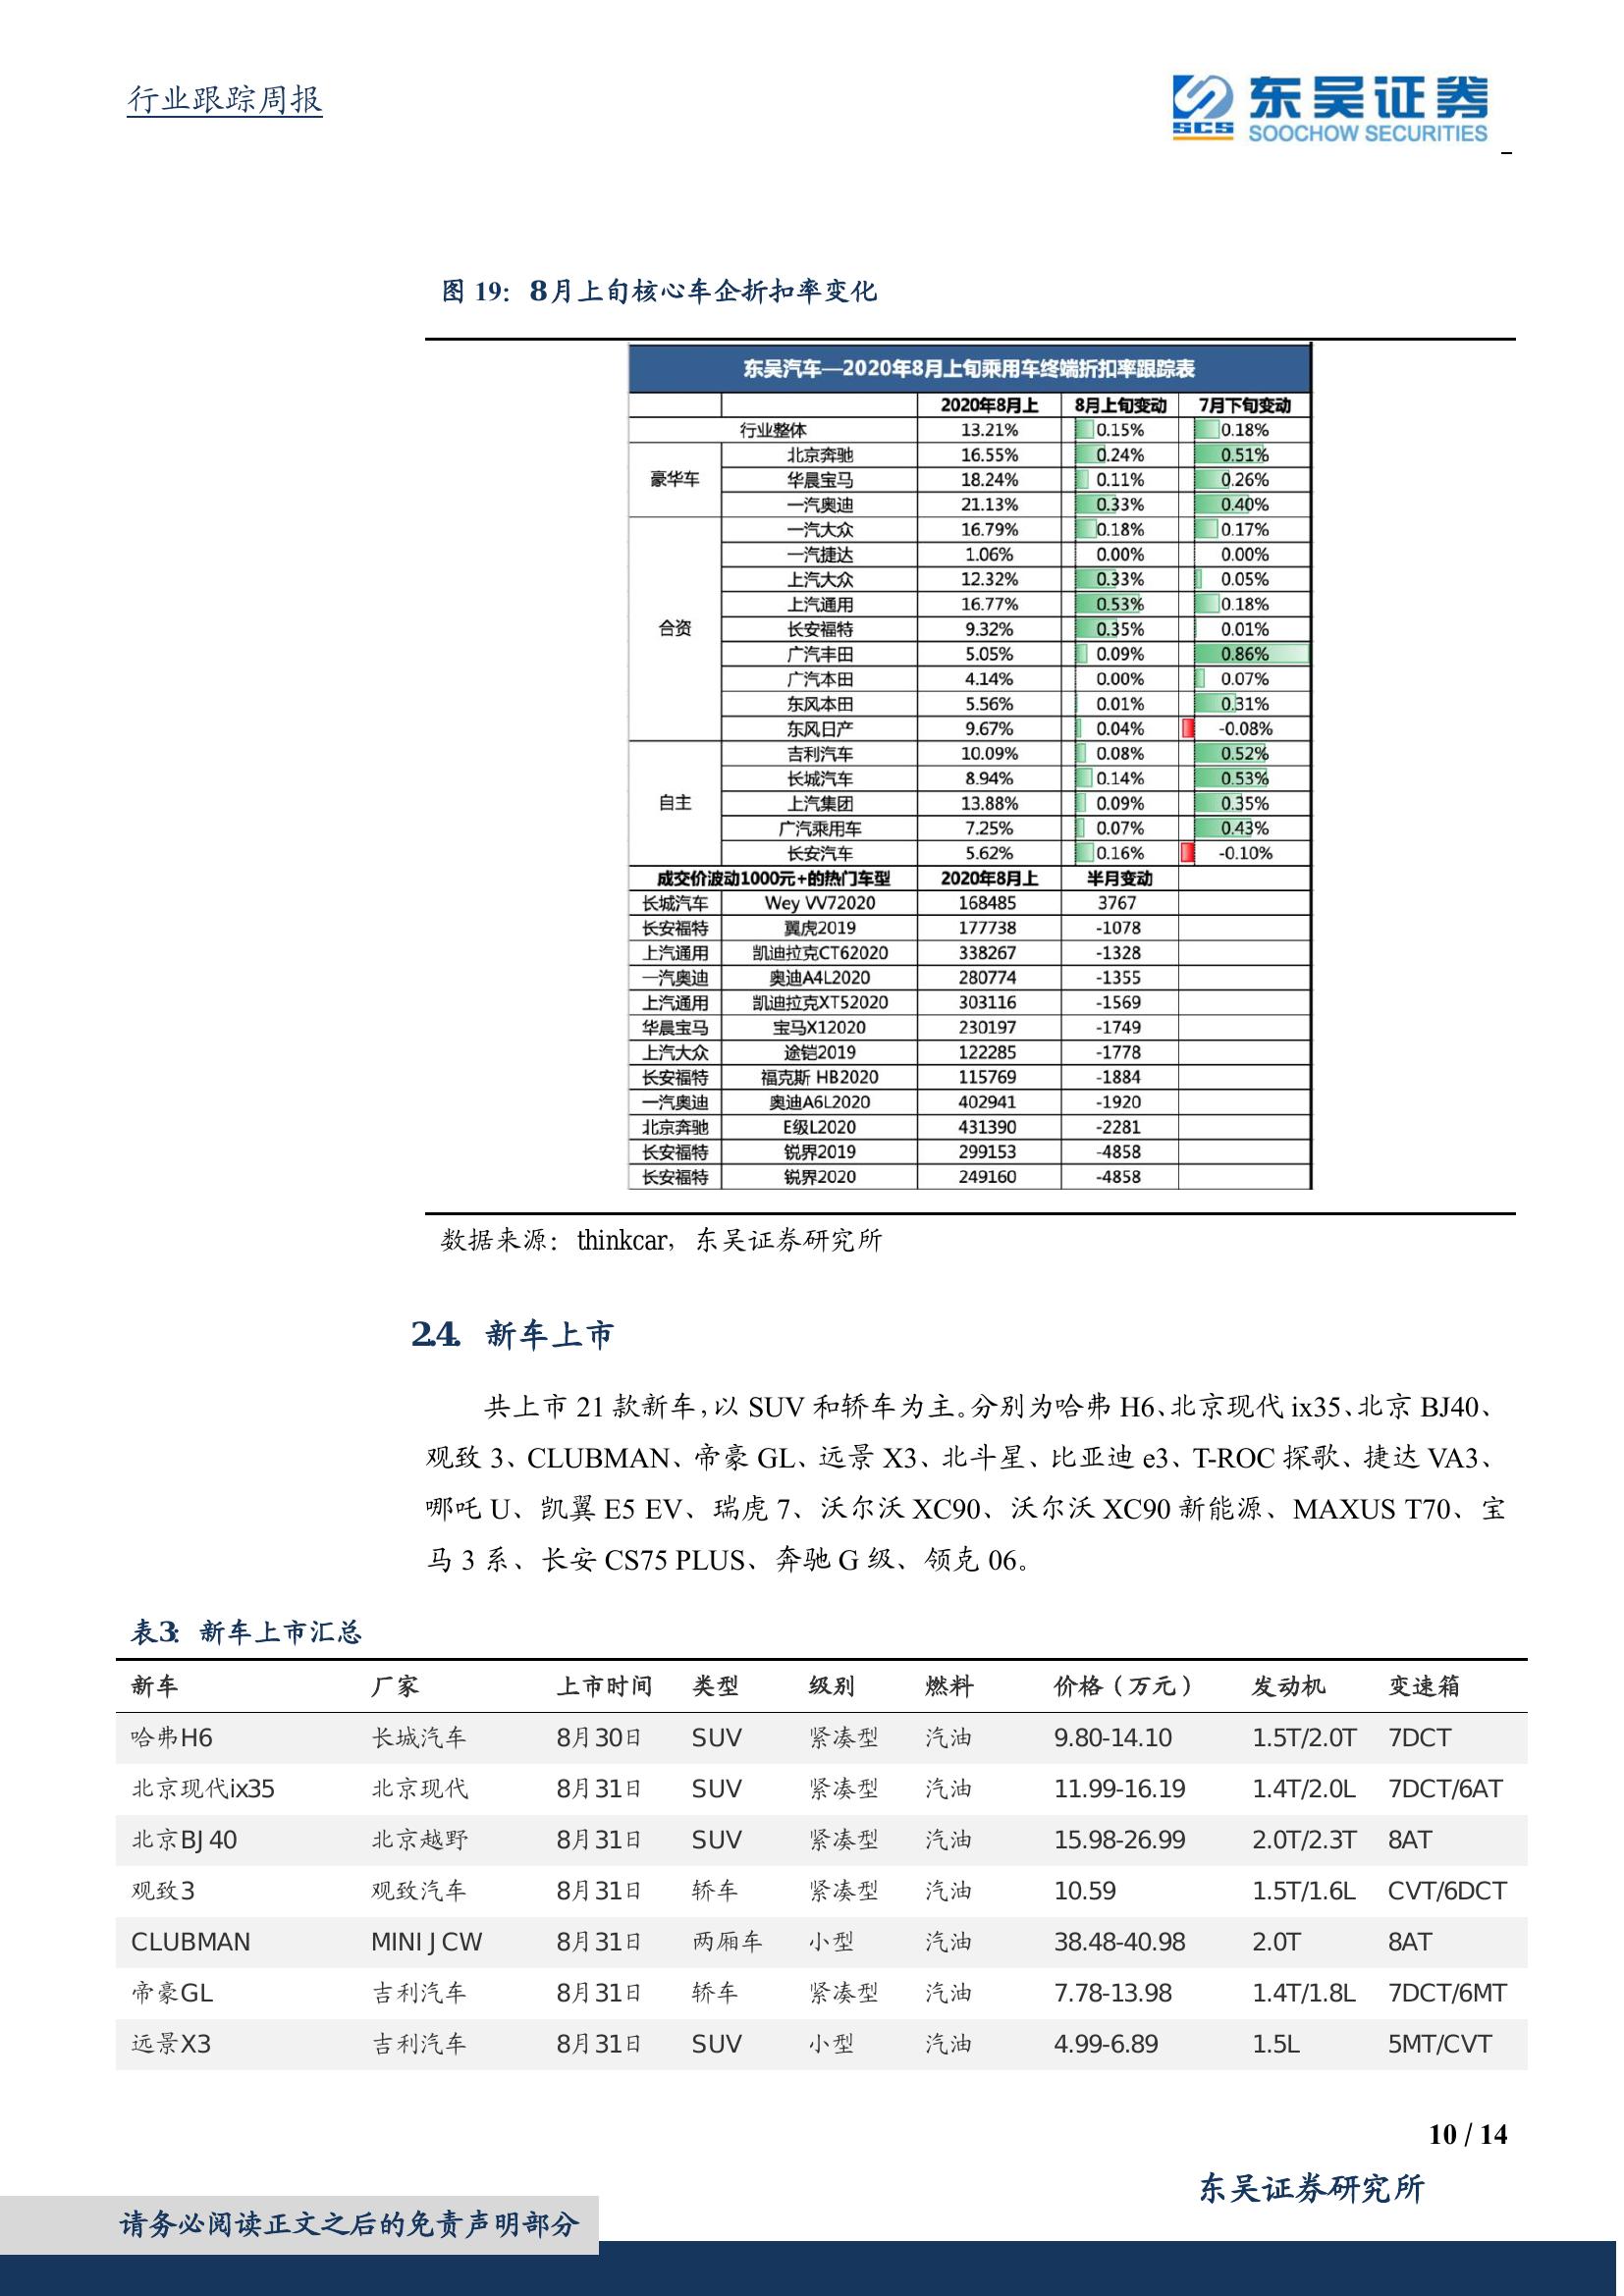 行业跟踪周报
SCS 东吴证券
SOOCHOW SECURITIES
图 19：8月上旬核心车企折扣率变化
东吴汽车—2020年8月上旬乘用车终端折扣率跟踪表
2020年8月上 8月上旬变动 7月下旬变动
行业整体 13.21% 0.15% 0.18%
豪华车 北京奔驰 16.55% 0.24% 0.51%
华晨宝马 18.24% 0.11% 0.26%
一汽奥迪 21.13% 0.33% 0.40%
合资 一汽大众 16.79% 0.18% 0.17%
一汽捷达 1.06% 0.00% 0.00%
上汽大众 12.32% 0.33% 0.05%
上汽通用 16.77% 0.53% 0.18%
长安福特 9.32% 0.35% 0.01%
广汽丰田 5.05% 0.09% 0.86%
广汽本田 4.14% 0.00% 0.07%
东风本田 5.56% 0.01% 0.31%
东风日产 9.67% 0.04% -0.08%
自主 吉利汽车 10.09% 0.08% 0.52%
长城汽车 8.94% 0.14% 0.53%
上汽集团 13.88% 0.09% 0.35%
广汽乘用车 7.25% 0.07% 0.43%
长安汽车 5.62% 0.16% -0.10%
成交价波动1000元+的热门车型 2020年8月上 半月变动
长城汽车 Wey VV72020 168485 3767
长安福特 翼虎2019 177738 -1078
上汽通用 凯迪拉克CT62020 338267 -1328
一汽奥迪 奥迪A4L2020 280774 -1355
上汽通用 凯迪拉克XT52020 303116 -1569
华晨宝马 宝马X12020 230197 -1749
上汽大众 途铠2019 122285 -1778
长安福特 福克斯 HB2020 115769 -1884
一汽奥迪 奥迪A6L2020 402941 -1920
北京奔驰 E级L2020 431390 -2281
长安福特 锐界2019 299153 -4858
长安福特 锐界2020 249160 -4858
数据来源：thinkcar，东吴证券研究所
2.4. 新车上市
共上市 21 款新车，以 SUV 和轿车为主。分别为哈弗 H6、北京现代 ix35、北京 BJ40、
观致 3、CLUBMAN、帝豪 GL、远景 X3、北斗星、比亚迪 e3、T-ROC 探歌、捷达 VA3、
哪吒 U、凯翼 E5 EV、瑞虎 7、沃尔沃 XC90、沃尔沃 XC90 新能源、MAXUS T70、宝
马 3 系、长安 CS75 PLUS、奔驰 G 级、领克 06。
表3：新车上市汇总
新车 厂家 上市时间 类型 级别 燃料 价格（万元） 发动机 变速箱
哈弗H6 长城汽车 8月30日 SUV 紧凑型 汽油 9.80-14.10 1.5T/2.0T 7DCT
北京现代ix35 北京现代 8月31日 SUV 紧凑型 汽油 11.99-16.19 1.4T/2.0L 7DCT/6AT
北京BJ40 北京越野 8月31日 SUV 紧凑型 汽油 15.98-26.99 2.0T/2.3T 8AT
观致3 观致汽车 8月31日 轿车 紧凑型 汽油 10.59 1.5T/1.6L CVT/6DCT
CLUBMAN MINI JCW 8月31日 两厢车 小型 汽油 38.48-40.98 2.0T 8AT
帝豪GL 吉利汽车 8月31日 轿车 紧凑型 汽油 7.78-13.98 1.4T/1.8L 7DCT/6MT
远景X3 吉利汽车 8月31日 SUV 小型 汽油 4.99-6.89 1.5L 5MT/CVT
10 / 14
东吴证券研究所
请务必阅读正文之后的免责声明部分